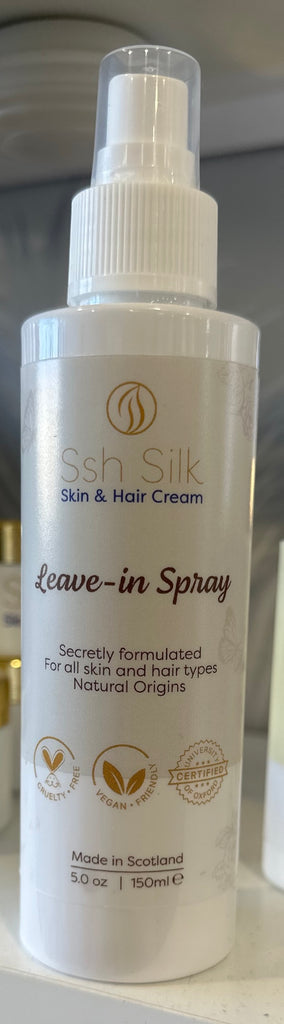 Ssh Silk
Skin & Hair Cream
Leave-in Spray
Secretly formulated
For all skin and hair types
Natural Origins
CRUELTY • FREE
VEGAN • FRIENDLY
UNIVERSITY
CERTIFIED
OF OXFORD
Made in Scotland
5.0 oz | 150ml ℮